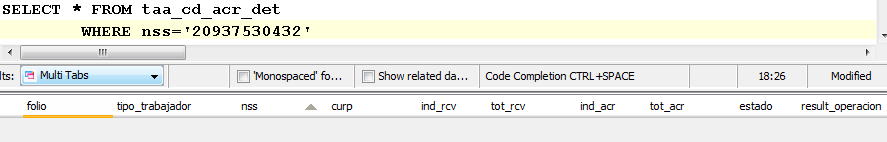 SELECT * FROM taa_cd_acr_det
WHERE nss='20937530432'
lts: Multi Tabs 'Monospaced' fo... Show related da... Code Completion CTRL+SPACE 18:26 Modified
folio tipo_trabajador nss curp ind_rcv tot_rcv ind_acr tot_acr estado result_operacion